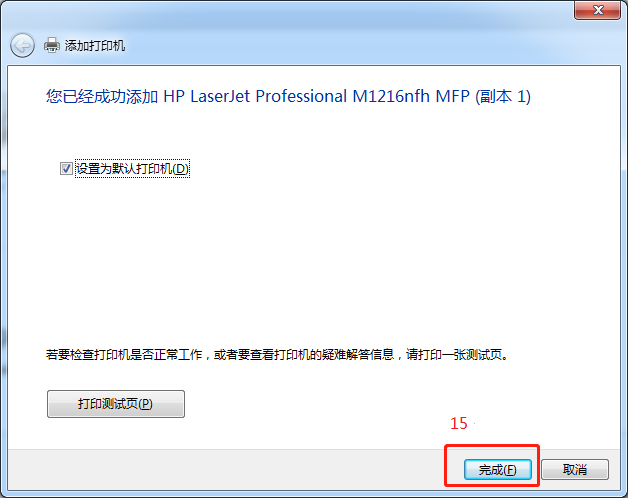 添加打印机
您已经成功添加 HP LaserJet Professional M1216nfh MFP (副本 1)
设置为默认打印机(D)
若要检查打印机是否正常工作，或者要查看打印机的疑难解答信息，请打印一张测试页。
打印测试页(P)
15
完成(F)
取消